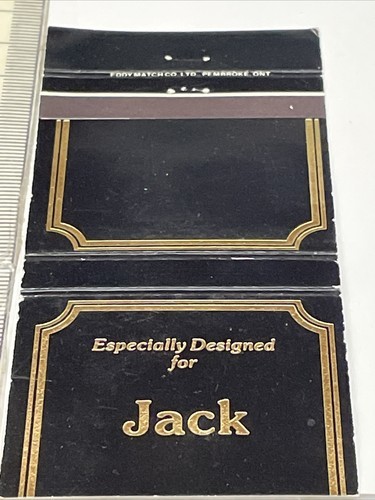 EDDY MATCH CO. LTD., PEMBROKE, ONT.
Especially Designed
for
Jack